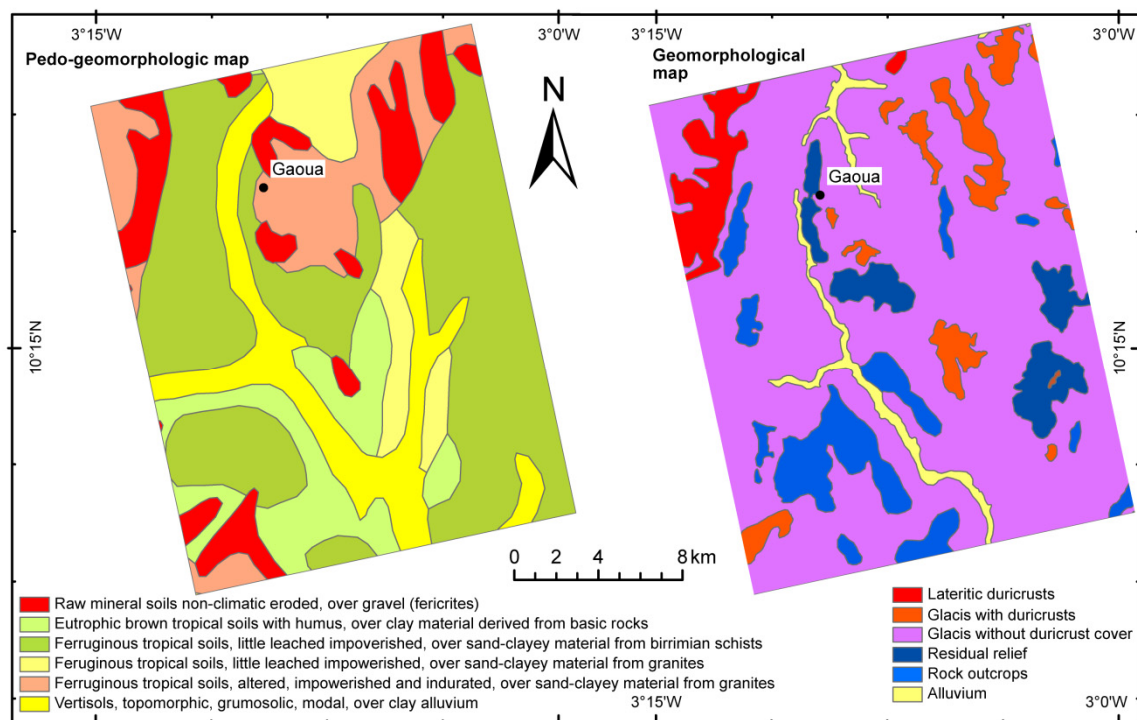 3°15'W
3°0'W
3°15'W
3°0'W
Pedo-geomorphologic map
Geomorphological
map
N
Gaoua
Gaoua
10°15'N
10°15'N
0 2 4 8 km
Raw mineral soils non-climatic eroded, over gravel (fericrites)
Eutrophic brown tropical soils with humus, over clay material derived from basic rocks
Ferruginous tropical soils, little leached impoverished, over sand-clayey material from birrimian schists
Feruginous tropical soils, little leached impowerished, over sand-clayey material from granites
Ferruginous tropical soils, altered, impowerished and indurated, over sand-clayey material from granites
Vertisols, topomorphic, grumosolic, modal, over clay alluvium
Lateritic duricrusts
Glacis with duricrusts
Glacis without duricrust cover
Residual relief
Rock outcrops
Alluvium
3°15'W
3°0'W